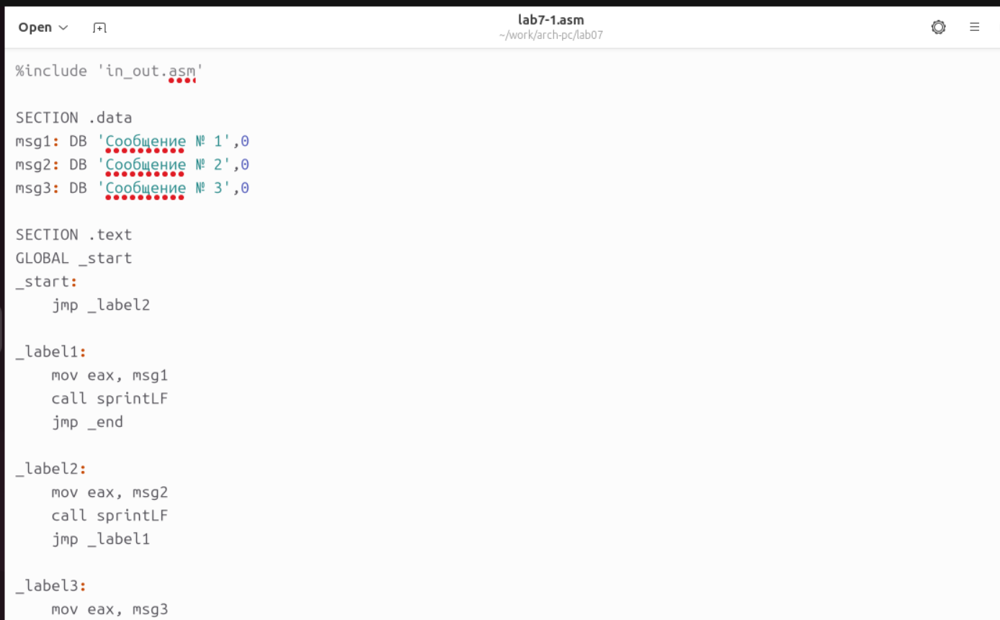 Open
lab7-1.asm
~/work/arch-pc/lab07
%include 'in_out.asm'
SECTION .data
msg1: DB 'Сообщение № 1',0
msg2: DB 'Сообщение № 2',0
msg3: DB 'Сообщение № 3',0
SECTION .text
GLOBAL _start
_start:
jmp _label2
_label1:
mov eax, msg1
call sprintLF
jmp _end
_label2:
mov eax, msg2
call sprintLF
jmp _label1
_label3:
mov eax, msg3